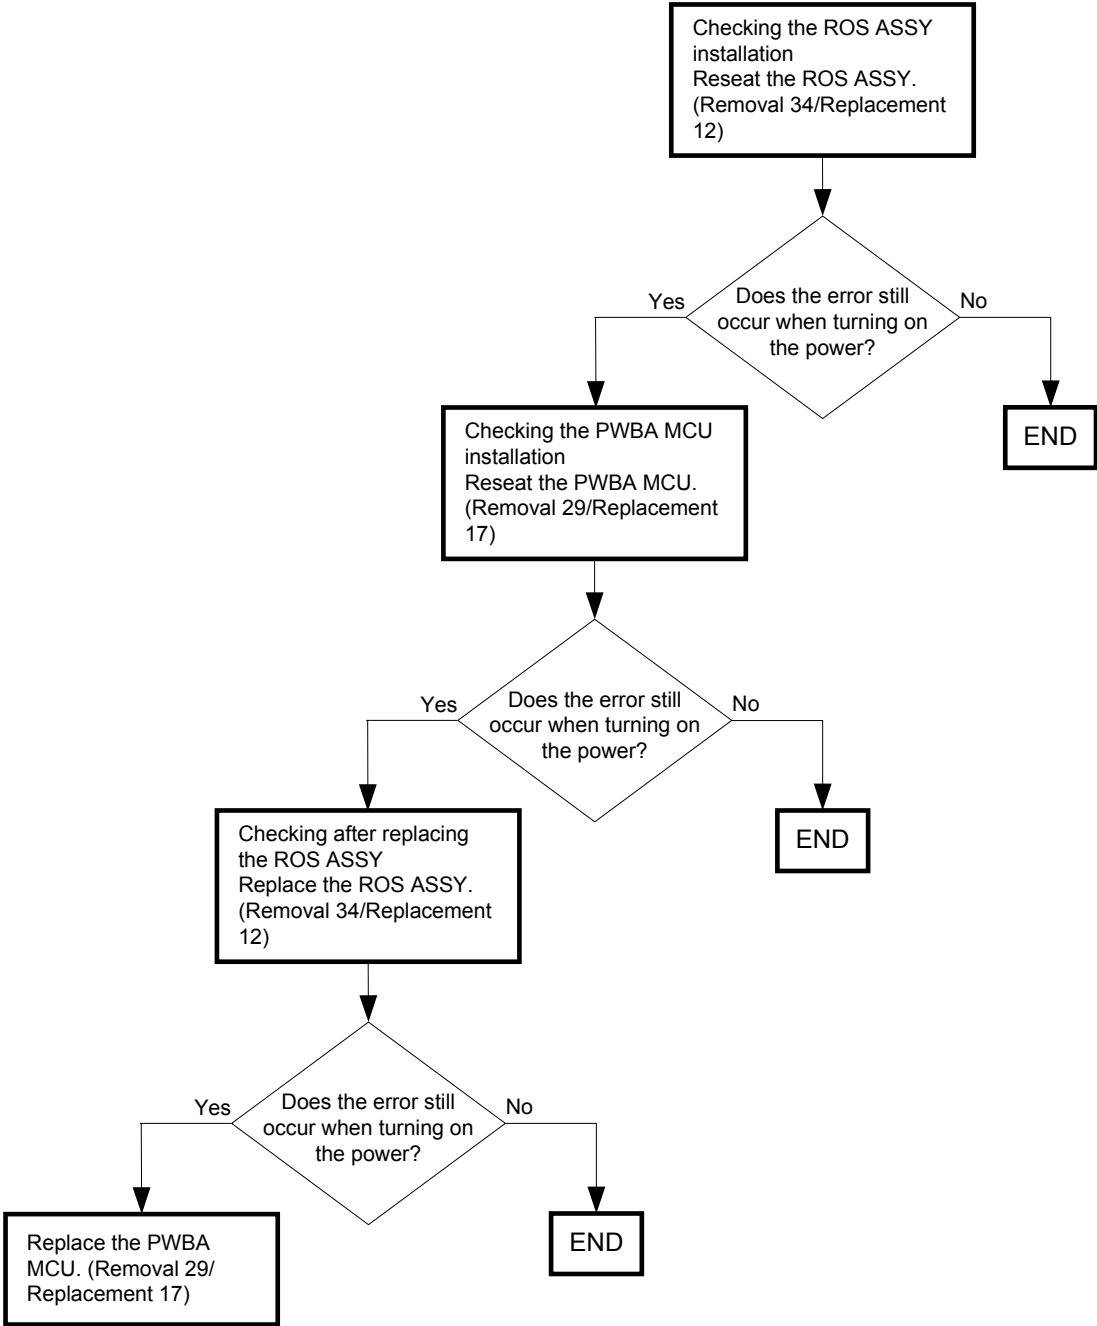 Checking the ROS ASSY
installation
Reseat the ROS ASSY.
(Removal 34/Replacement
12)
Does the error still
occur when turning on
the power?
Yes
No
END
Checking the PWBA MCU
installation
Reseat the PWBA MCU.
(Removal 29/Replacement
17)
Does the error still
occur when turning on
the power?
Yes
No
END
Checking after replacing
the ROS ASSY
Replace the ROS ASSY.
(Removal 34/Replacement
12)
Does the error still
occur when turning on
the power?
Yes
No
END
Replace the PWBA
MCU. (Removal 29/
Replacement 17)